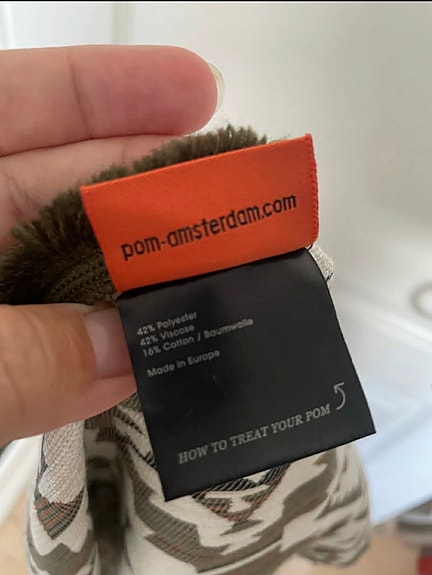 pom-amsterdam.com
42% Polyester
42% Viscose
16% Cotton / Baumwolle
Made in Europe
HOW TO TREAT YOUR POM